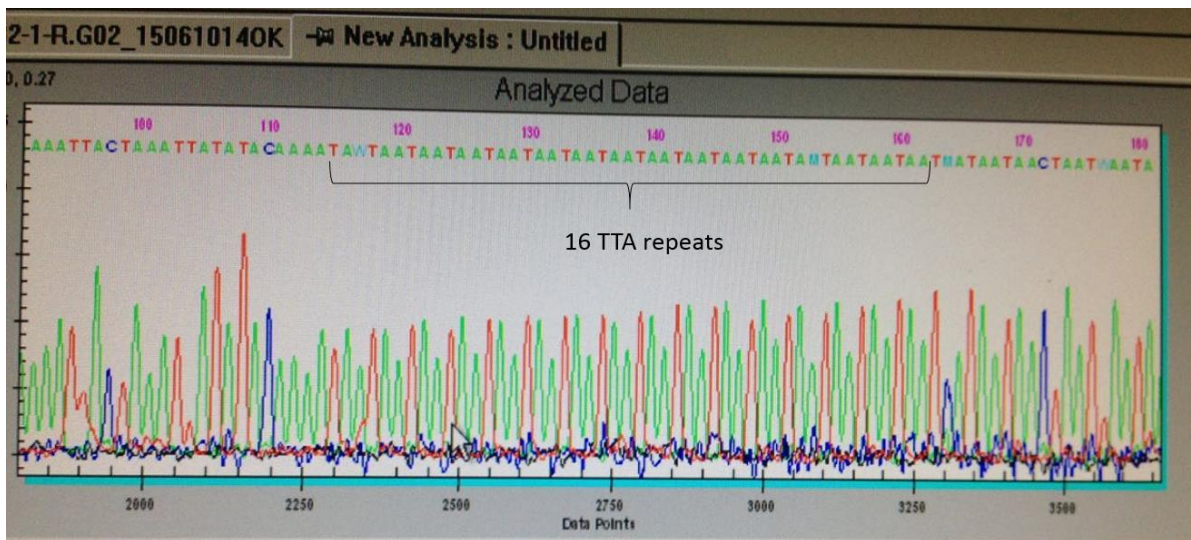 2-1-R.G02_15061014OK New Analysis : Untitled
0, 0.27
Analyzed Data
100 110 120 130 140 150 160 170 180
AAATTACTAAATTATATACAAAATAWTAATAATAATAATAATAATAATAATAATAATAATAMTAATAATAATMATAATAACTAATWAATA
16 TTA repeats
2000 2250 2500 2750 3000 3250 3500
Data Points